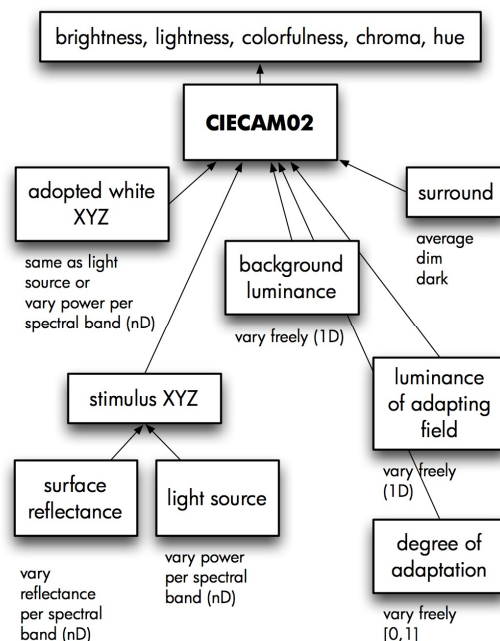 brightness, lightness, colorfulness, chroma, hue
CIECAM02
adopted white
XYZ
same as light
source or
vary power per
spectral band (nD)
surround
average
dim
dark
background
luminance
vary freely (1D)
stimulus XYZ
luminance
of adapting
field
vary freely
(1D)
surface
reflectance
vary
reflectance
per spectral
band (nD)
light source
vary power
per spectral
band (nD)
degree of
adaptation
vary freely
[0,1]